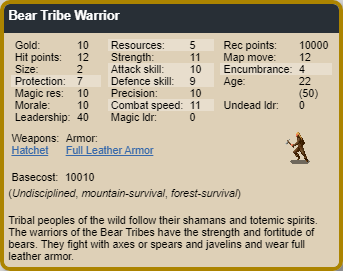 Bear Tribe Warrior
Gold: 10 Resources: 5 Rec points: 10000
Hit points: 12 Strength: 11 Map move: 12
Size: 2 Attack skill: 10 Encumbrance: 4
Protection: 7 Defence skill: 9 Age: 22
Magic res: 10 Precision: 10 (50)
Morale: 10 Combat speed: 11 Undead ldr: 0
Leadership: 40 Magic ldr: 0
Weapons: Armor:
Hatchet Full Leather Armor
Basecost: 10010
(Undisciplined, mountain-survival, forest-survival)
Tribal peoples of the wild follow their shamans and totemic spirits.
The warriors of the Bear Tribes have the strength and fortitude of
bears. They fight with axes or spears and javelins and wear full
leather armor.